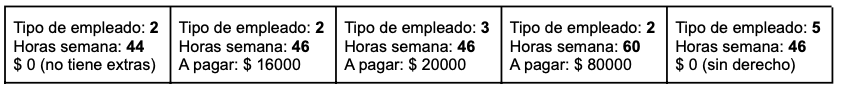 Tipo de empleado: 2
Horas semana: 44
$ 0 (no tiene extras)
Tipo de empleado: 2
Horas semana: 46
A pagar: $ 16000
Tipo de empleado: 3
Horas semana: 46
A pagar: $ 20000
Tipo de empleado: 2
Horas semana: 60
A pagar: $ 80000
Tipo de empleado: 5
Horas semana: 46
$ 0 (sin derecho)